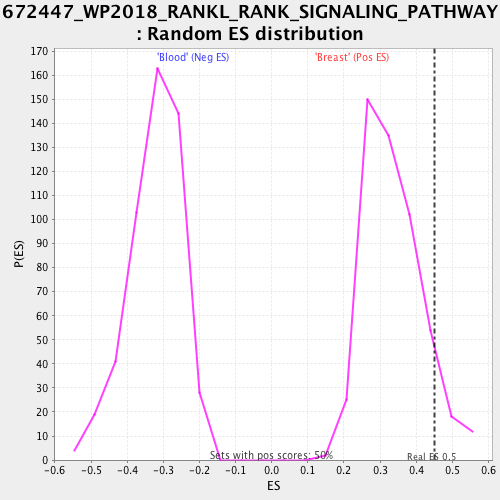 672447_WP2018_RANKL_RANK_SIGNALING_PATHWAY
: Random ES distribution
'Blood' (Neg ES)
'Breast' (Pos ES)
170
160
150
140
130
120
110
100
90
80
70
60
50
40
30
20
10
0
P(ES)
Sets with pos scores: 50%
Real ES 0.5
-0.6 -0.5 -0.4 -0.3 -0.2 -0.1 0.0 0.1 0.2 0.3 0.4 0.5 0.6
ES